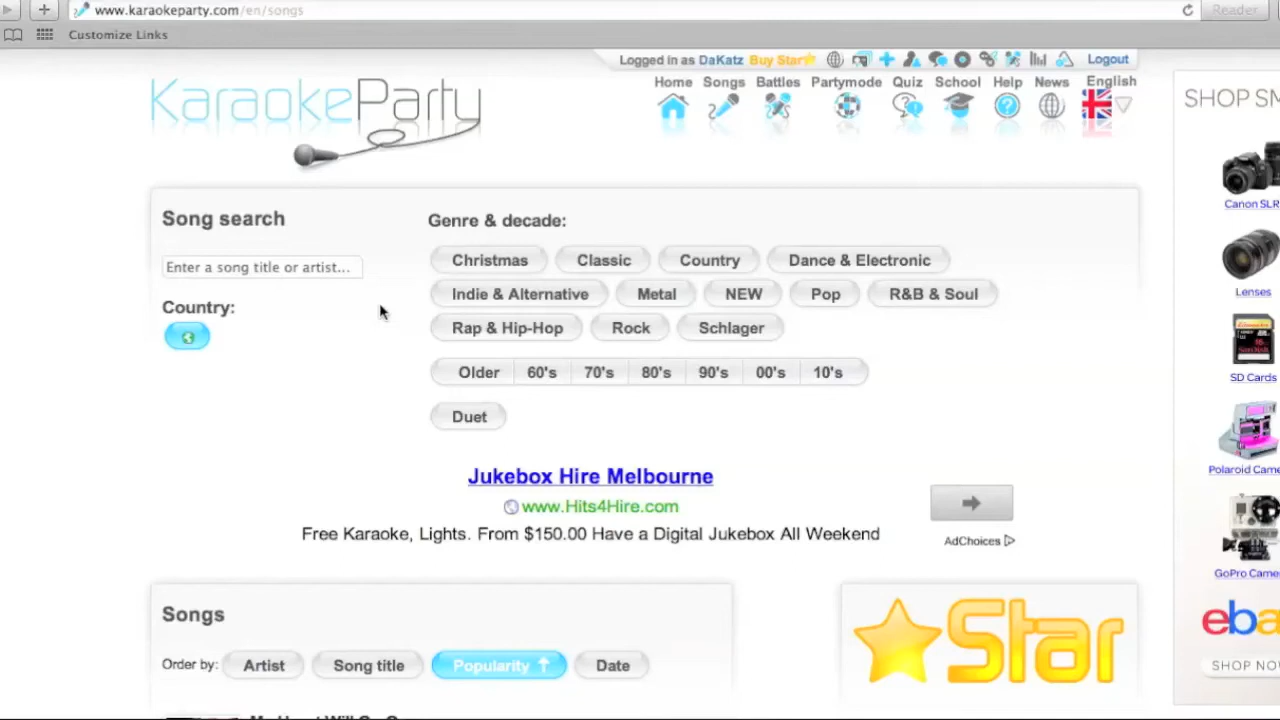 www.karaokeparty.com/en/songs
Reader
Customize Links
Logged in as DaKatz Buy Star
Logout
Home Songs Battles Partymode Quiz School Help News English
KaraokeParty
SHOP SM
Canon SLR
Song search
Genre & decade:
Enter a song title or artist...
Christmas Classic Country Dance & Electronic
Lenses
Country:
Indie & Alternative Metal NEW Pop R&B & Soul
Rap & Hip-Hop Rock Schlager
SD Cards
Older 60's 70's 80's 90's 00's 10's
Duet
Polaroid Came
Jukebox Hire Melbourne
www.Hits4Hire.com
Free Karaoke, Lights. From $150.00 Have a Digital Jukebox All Weekend
AdChoices
GoPro Came
Songs
Star
eba
Order by: Artist Song title Popularity Date
SHOP NO